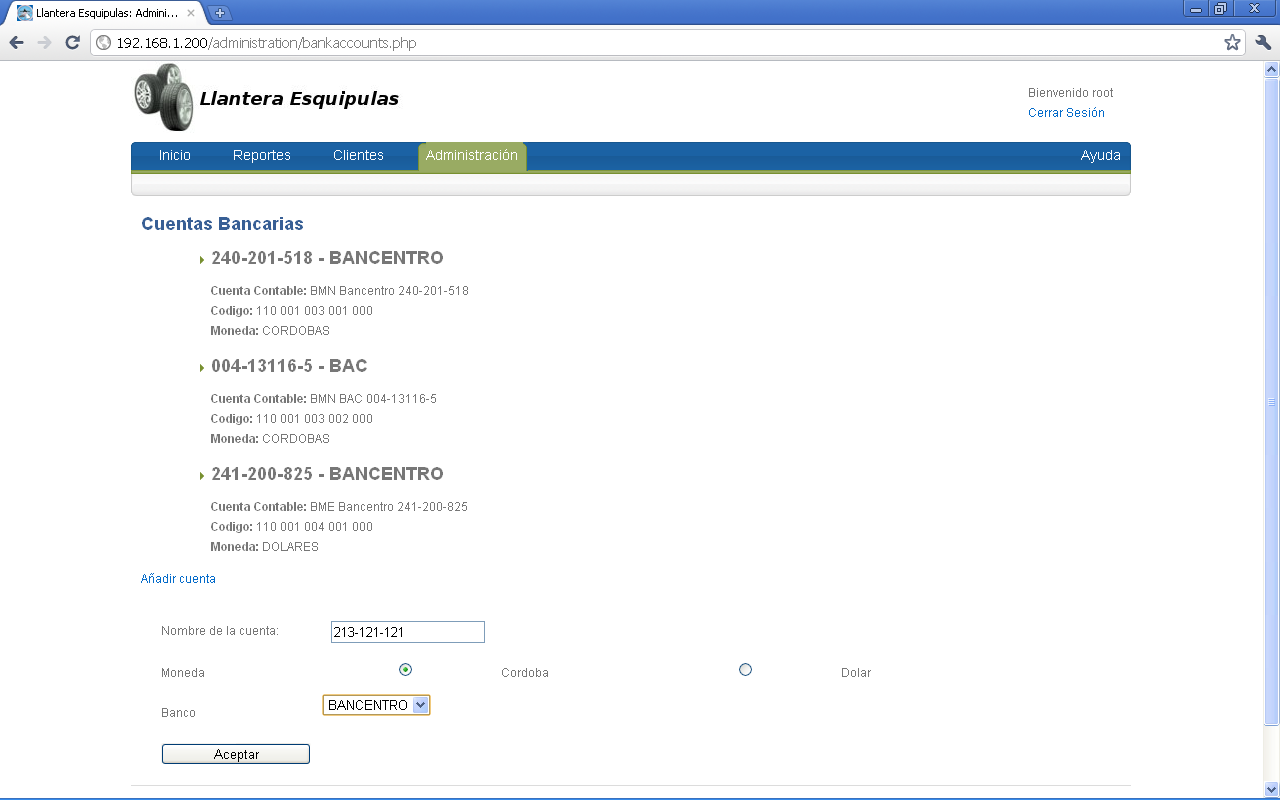 Llantera Esquipulas: Admini...
192.168.1.200/administration/bankaccounts.php
Llantera Esquipulas
Bienvenido root
Cerrar Sesión
Inicio Reportes Clientes Administración Ayuda
Cuentas Bancarias
240-201-518 - BANCENTRO
Cuenta Contable: BMN Bancentro 240-201-518
Codigo: 110 001 003 001 000
Moneda: CORDOBAS
004-13116-5 - BAC
Cuenta Contable: BMN BAC 004-13116-5
Codigo: 110 001 003 002 000
Moneda: CORDOBAS
241-200-825 - BANCENTRO
Cuenta Contable: BME Bancentro 241-200-825
Codigo: 110 001 004 001 000
Moneda: DOLARES
Añadir cuenta
Nombre de la cuenta: 213-121-121
Moneda Cordoba Dolar
Banco BANCENTRO
Aceptar